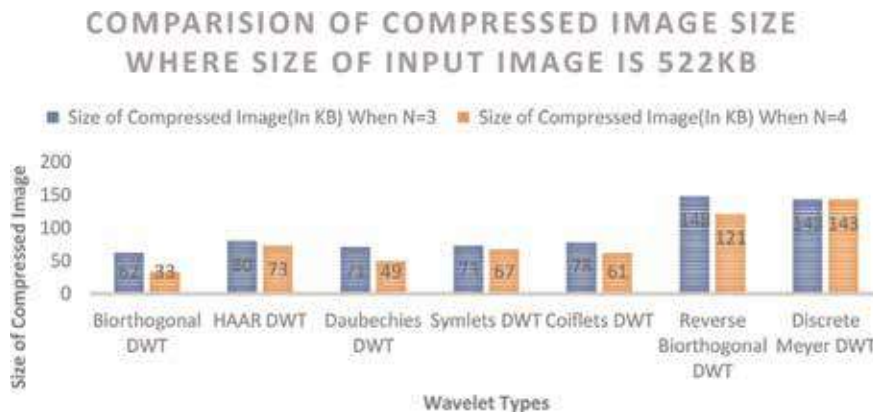 COMPARISION OF COMPRESSED IMAGE SIZE
WHERE SIZE OF INPUT IMAGE IS 522KB
Size of Compressed Image(In KB) When N=3 Size of Compressed Image(In KB) When N=4
Size of Compressed Image
200
150
100
50
0
62 33 80 73 71 49 73 67 78 61 148 121 143
Biorthogonal DWT
HAAR DWT
Daubechies DWT
Symlets DWT
Coiflets DWT
Reverse Biorthogonal DWT
Discrete Meyer DWT
Wavelet Types